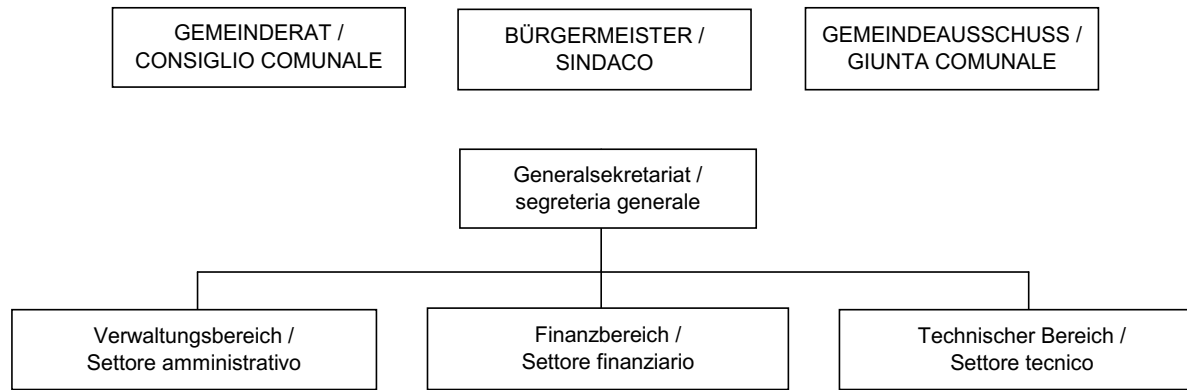 GEMEINDERAT /
CONSIGLIO COMUNALE
BÜRGERMEISTER /
SINDACO
GEMEINDEAUSSCHUSS /
GIUNTA COMUNALE
Generalsekretariat /
segreteria generale
Verwaltungsbereich /
Settore amministrativo
Finanzbereich /
Settore finanziario
Technischer Bereich /
Settore tecnico